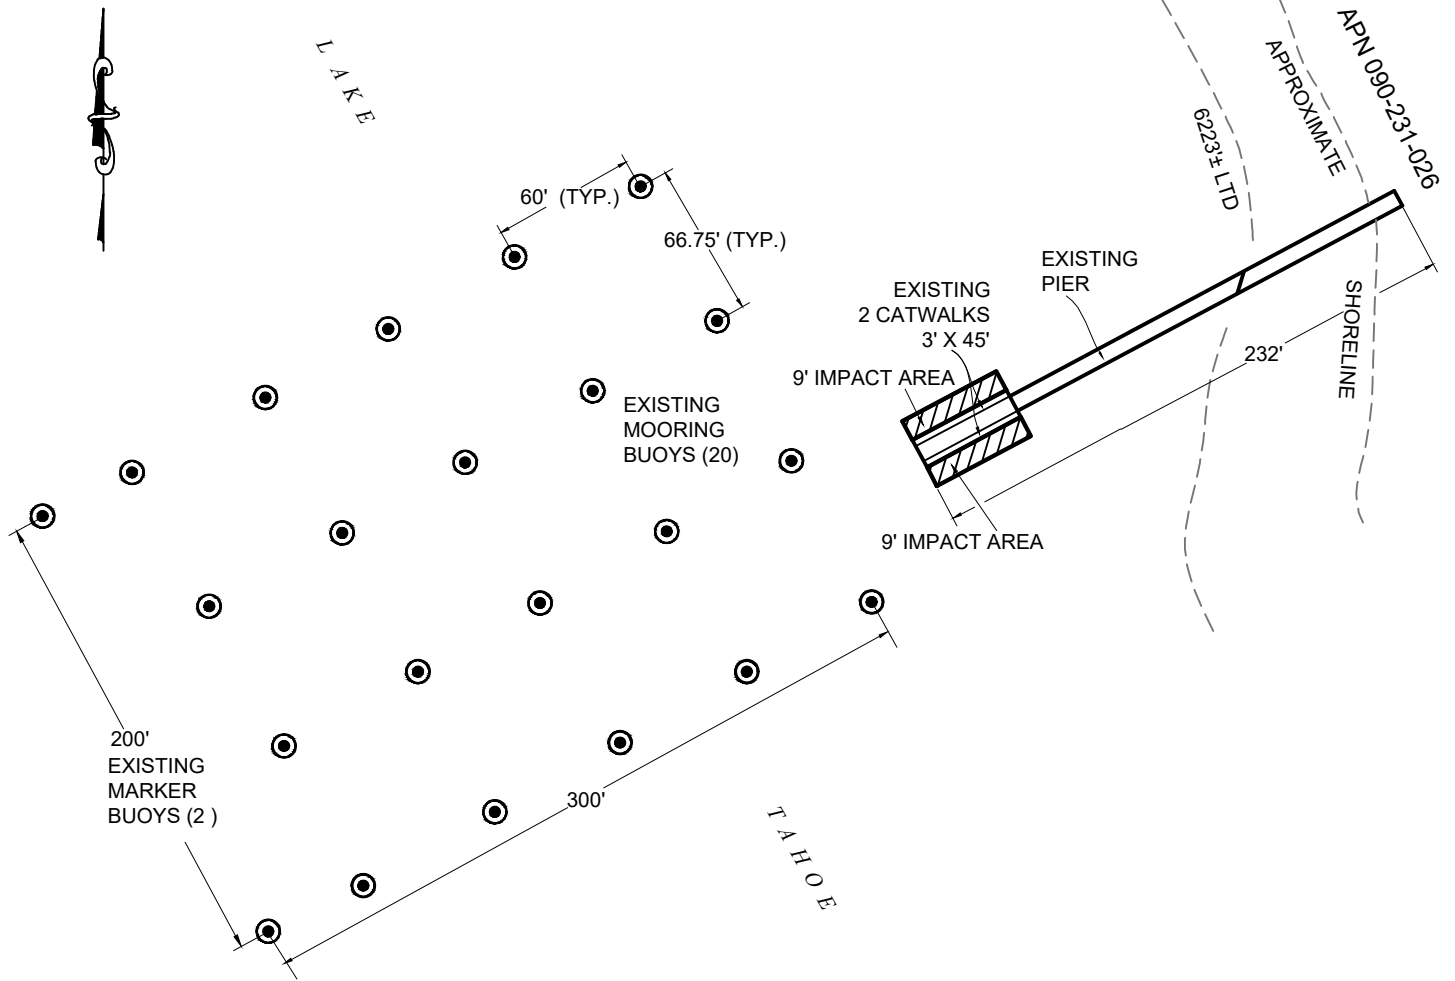 LAKE
APN 090-231-026
APPROXIMATE
SHORELINE
6223'± LTD
60' (TYP.)
66.75' (TYP.)
EXISTING
PIER
EXISTING
2 CATWALKS
3' X 45'
232'
9' IMPACT AREA
EXISTING
MOORING
BUOYS (20)
9' IMPACT AREA
200'
EXISTING
MARKER
BUOYS (2 )
300'
TAHOE